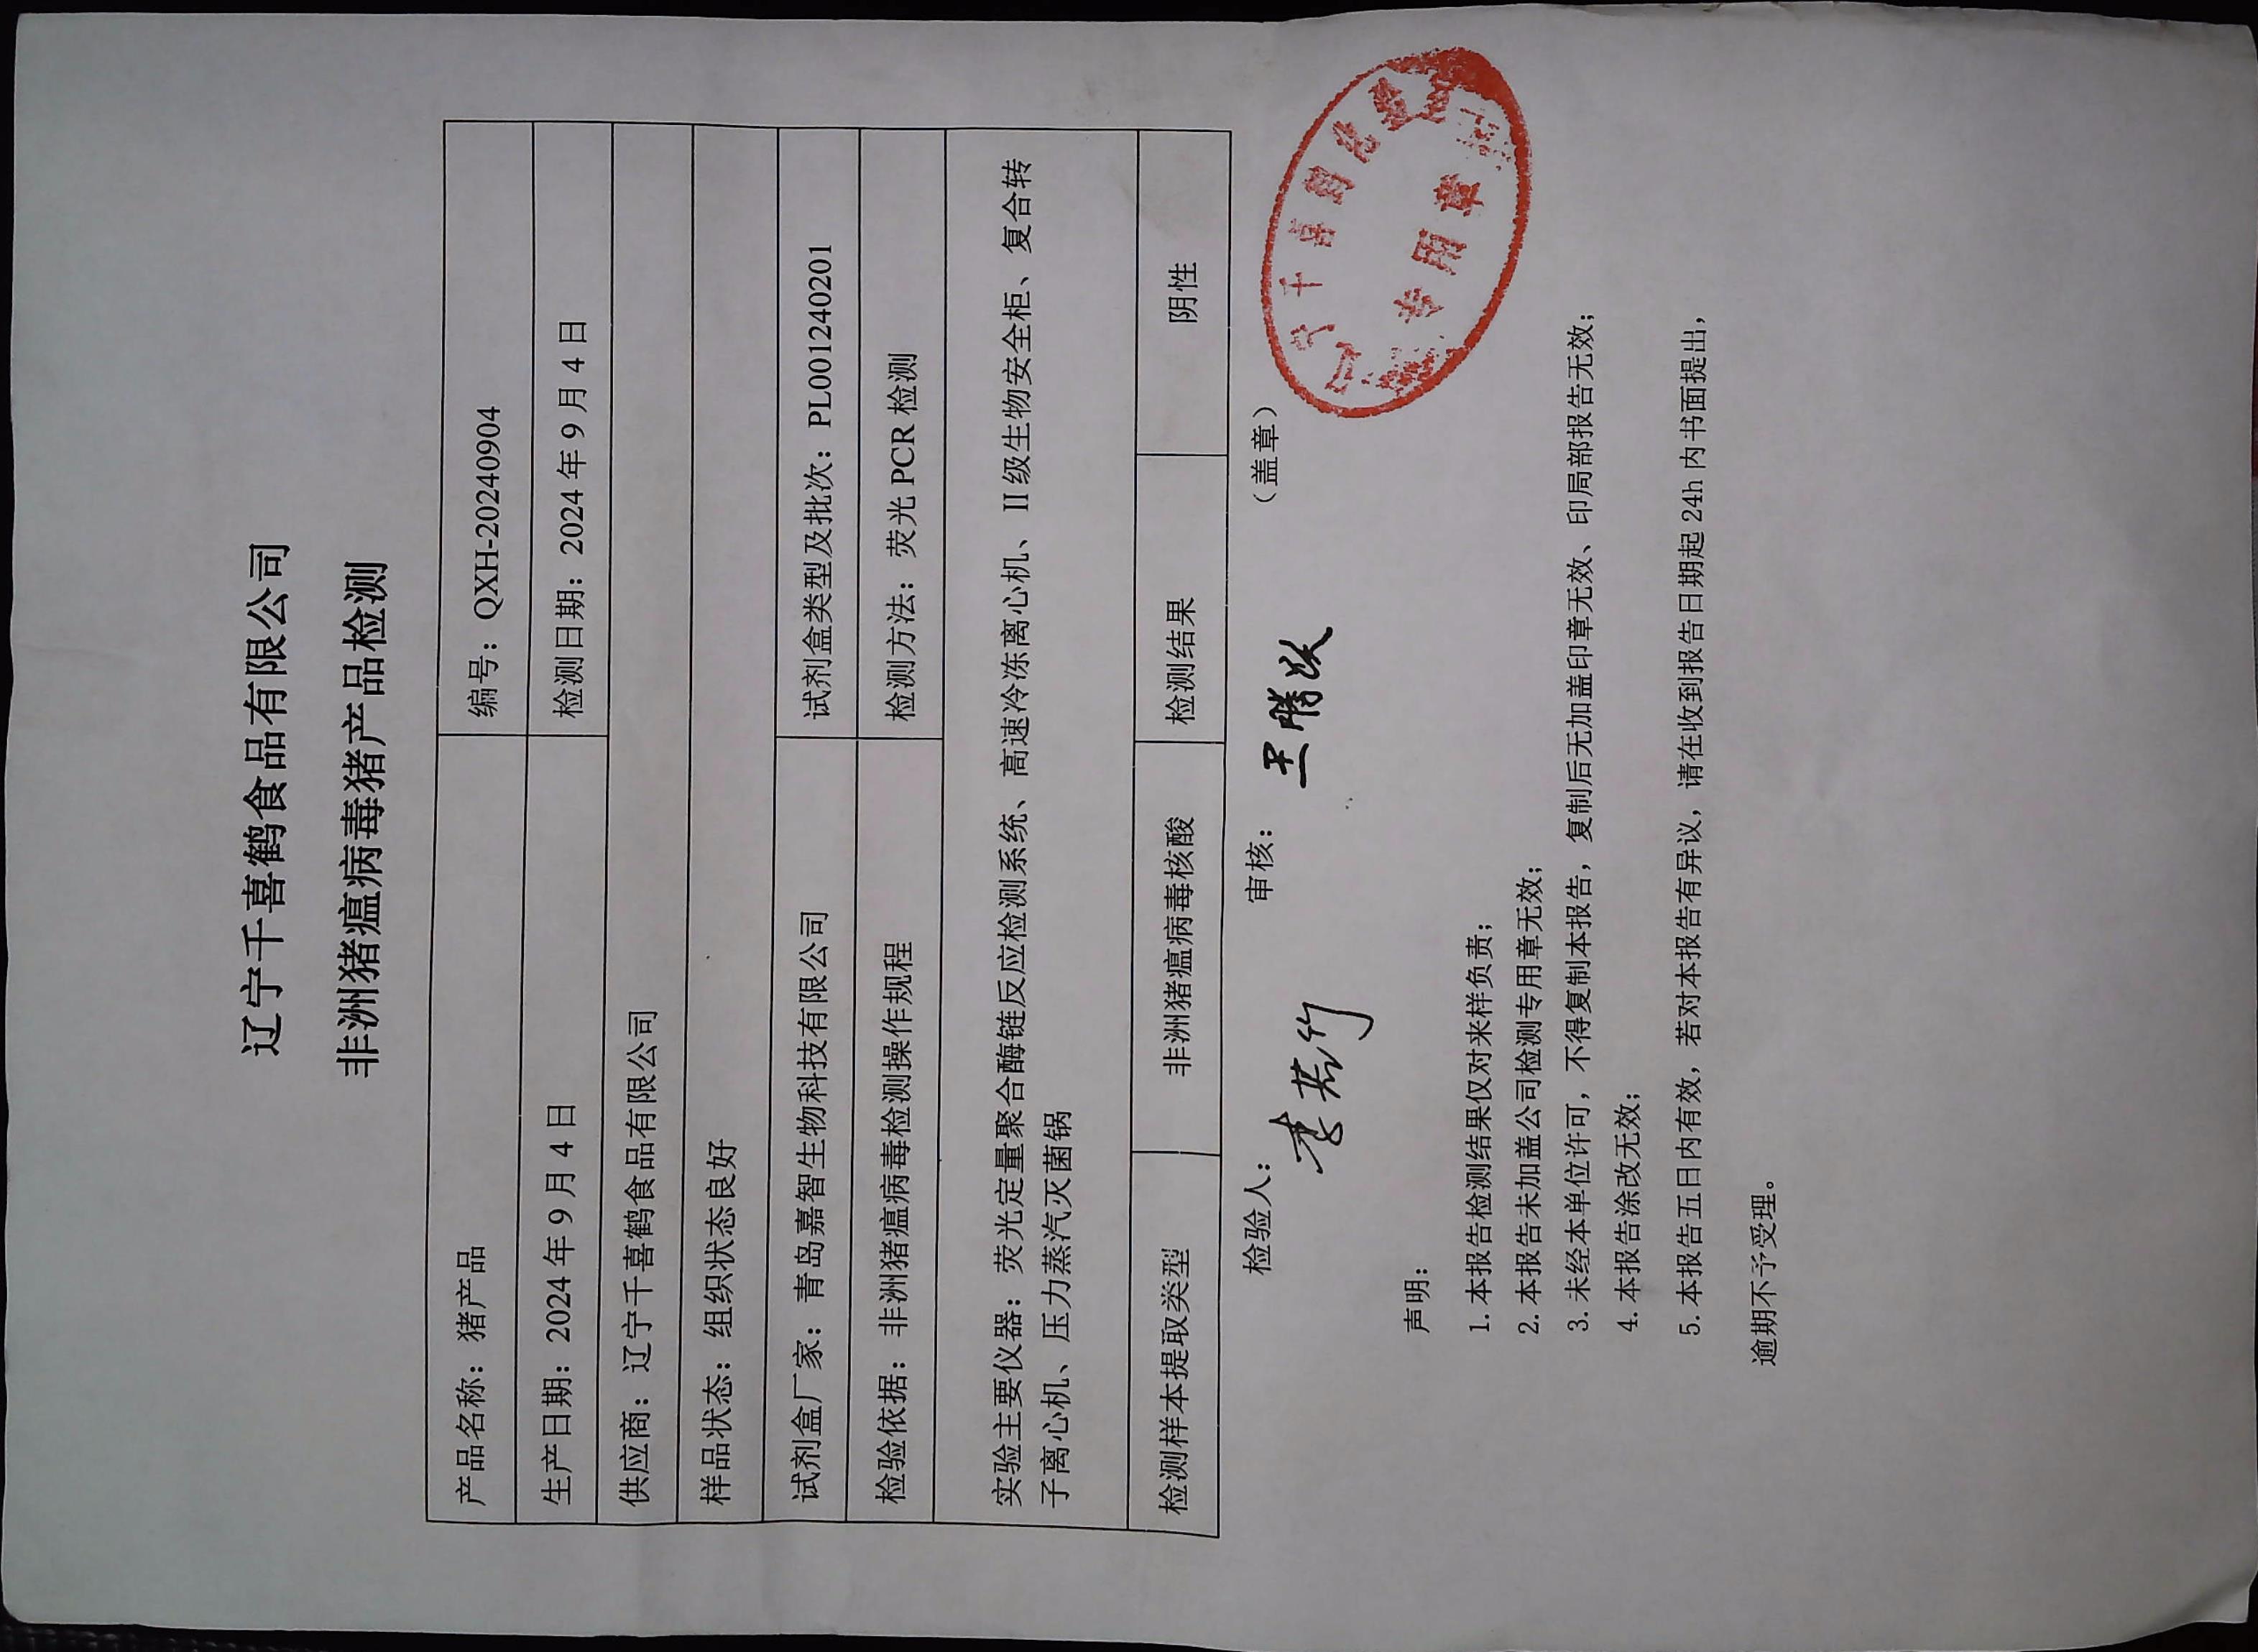 辽宁千喜鹤食品有限公司
非洲猪瘟病毒猪产品检测
产品名称：猪产品 编号：QXH-20240904
生产日期：2024 年 9 月 4 日 检测日期：2024 年 9 月 4 日
供应商：辽宁千喜鹤食品有限公司
样品状态：组织状态良好
试剂盒厂家：青岛嘉智生物科技有限公司 试剂盒类型及批次：PL001240201
检验依据：非洲猪瘟病毒检测操作规程 检测方法：荧光 PCR 检测
实验主要仪器：荧光定量聚合酶链反应检测系统、高速冷冻离心机、II 级生物安全柜、复合转
子离心机、压力蒸汽灭菌锅
检测样本提取类型 非洲猪瘟病毒核酸 检测结果 阴性
检验人： 审核： （盖章）
宁千喜鹤
专用章
声明：
1. 本报告检测结果仅对来样负责；
2. 本报告未加盖公司检测专用章无效；
3. 未经本单位许可，不得复制本报告，复制后无加盖印章无效、印局部报告无效；
4. 本报告涂改无效；
5. 本报告五日内有效，若对本报告有异议，请在收到报告日期起 24h 内书面提出，
逾期不予受理。